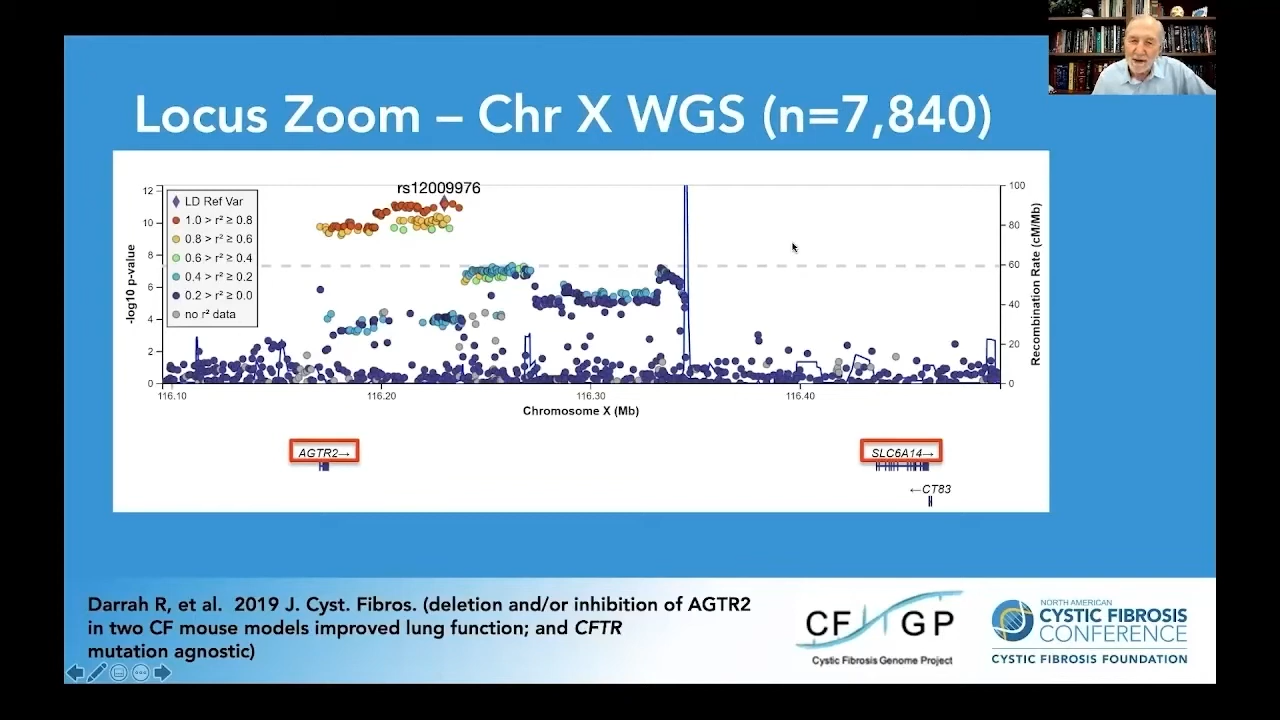 Locus Zoom – Chr X WGS (n=7,840)
rs12009976
LD Ref Var
1.0 > r² ≥ 0.8
0.8 > r² ≥ 0.6
0.6 > r² ≥ 0.4
0.4 > r² ≥ 0.2
0.2 > r² ≥ 0.0
no r² data
-log10 p-value
12
10
8
6
4
2
0
100
80
60
40
20
0
Recombination Rate (cM/Mb)
116.10 116.20 116.30 116.40
Chromosome X (Mb)
AGTR2→ SLC6A14→
←CT83
Darrah R, et al. 2019 J. Cyst. Fibros. (deletion and/or inhibition of AGTR2
in two CF mouse models improved lung function; and CFTR
mutation agnostic)
CF GP
Cystic Fibrosis Genome Project
NORTH AMERICAN
CYSTIC FIBROSIS
CONFERENCE
CYSTIC FIBROSIS FOUNDATION